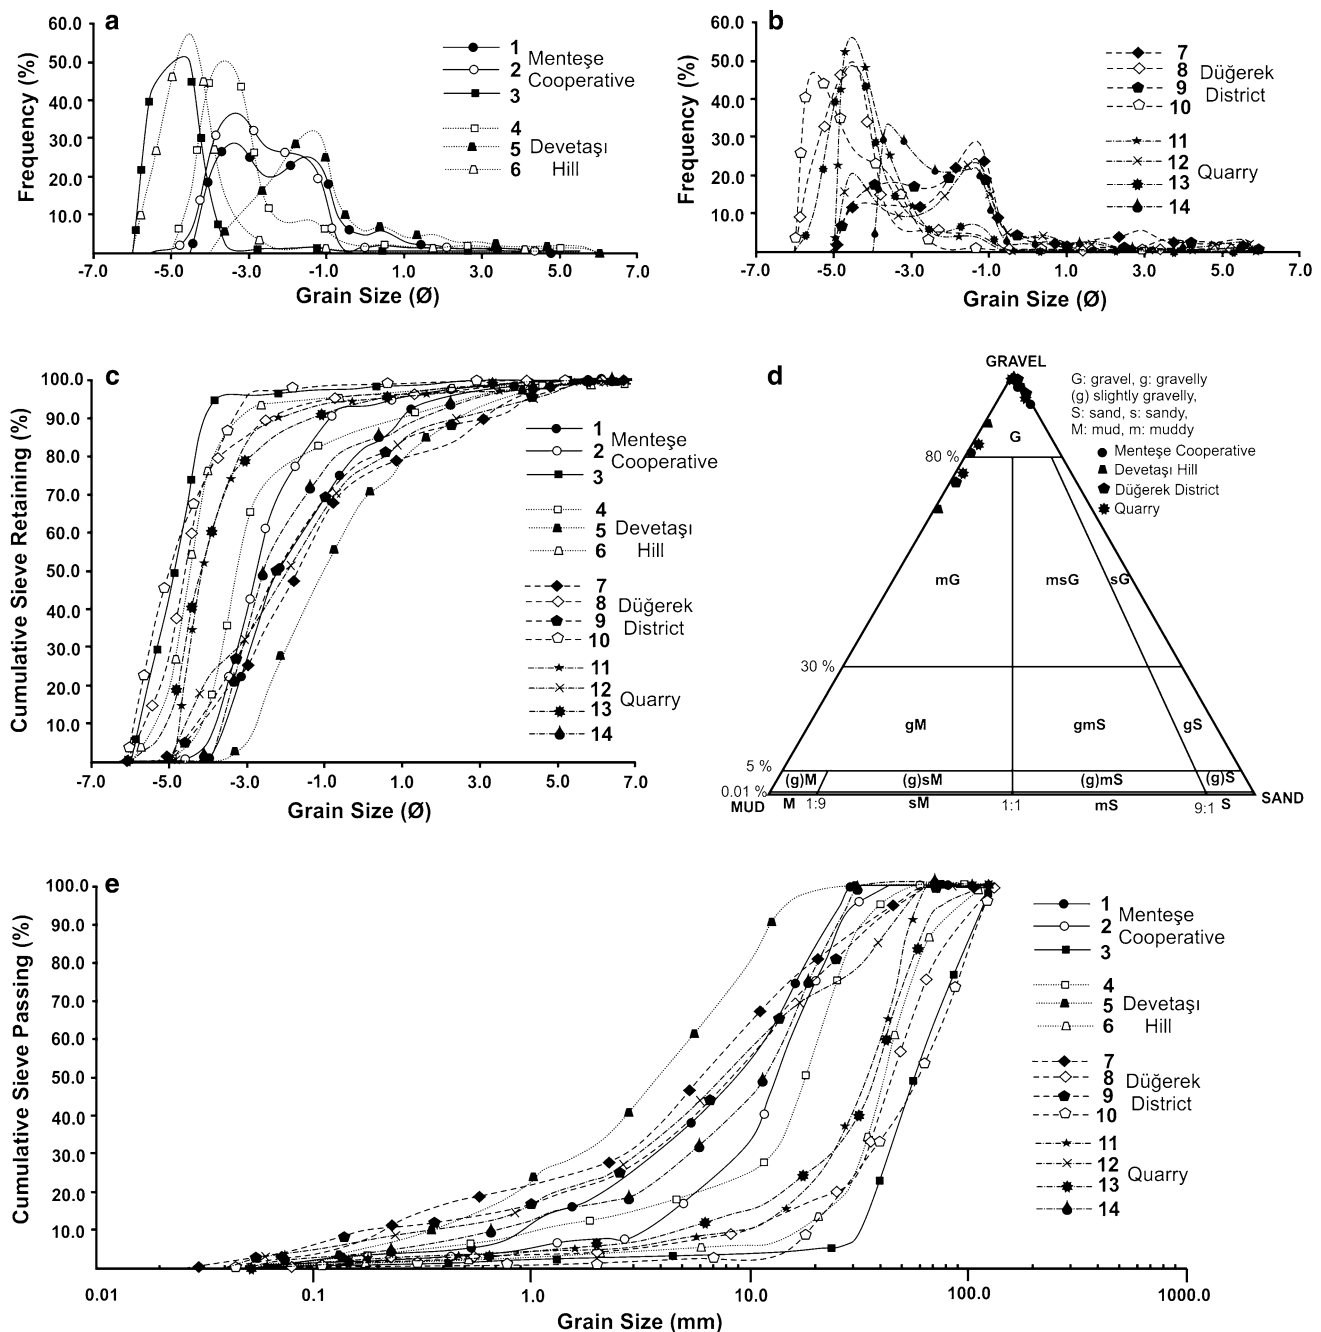 a
60.0
50.0
40.0
30.0
20.0
10.0
Frequency (%)
-7.0 -5.0 -3.0 -1.0 1.0 3.0 5.0 7.0
Grain Size (Ø)
1
2
3
Menteşe
Cooperative
4
5
6
Devetaşı
Hill
b
60.0
50.0
40.0
30.0
20.0
10.0
Frequency (%)
-7.0 -5.0 -3.0 -1.0 1.0 3.0 5.0 7.0
Grain Size (Ø)
7
8
9
10
Düğerek
District
11
12
13
14
Quarry
c
100.0
90.0
80.0
70.0
60.0
50.0
40.0
30.0
20.0
10.0
Cumulative Sieve Retaining (%)
-7.0 -5.0 -3.0 -1.0 1.0 3.0 5.0 7.0
Grain Size (Ø)
1
2
3
Menteşe
Cooperative
4
5
6
Devetaşı
Hill
7
8
9
10
Düğerek
District
11
12
13
14
Quarry
d
GRAVEL
G: gravel, g: gravelly
(g) slightly gravelly,
S: sand, s: sandy,
M: mud, m: muddy
Menteşe Cooperative
Devetaşı Hill
Düğerek District
Quarry
G
80 %
mG msG sG
30 %
gM gmS gS
5 %
(g)M (g)sM (g)mS (g)S
0.01 %
MUD M 1:9 sM 1:1 mS 9:1 S SAND
e
100.0
90.0
80.0
70.0
60.0
50.0
40.0
30.0
20.0
10.0
Cumulative Sieve Passing (%)
0.01 0.1 1.0 10.0 100.0 1000.0
Grain Size (mm)
1
2
3
Menteşe
Cooperative
4
5
6
Devetaşı
Hill
7
8
9
10
Düğerek
District
11
12
13
14
Quarry